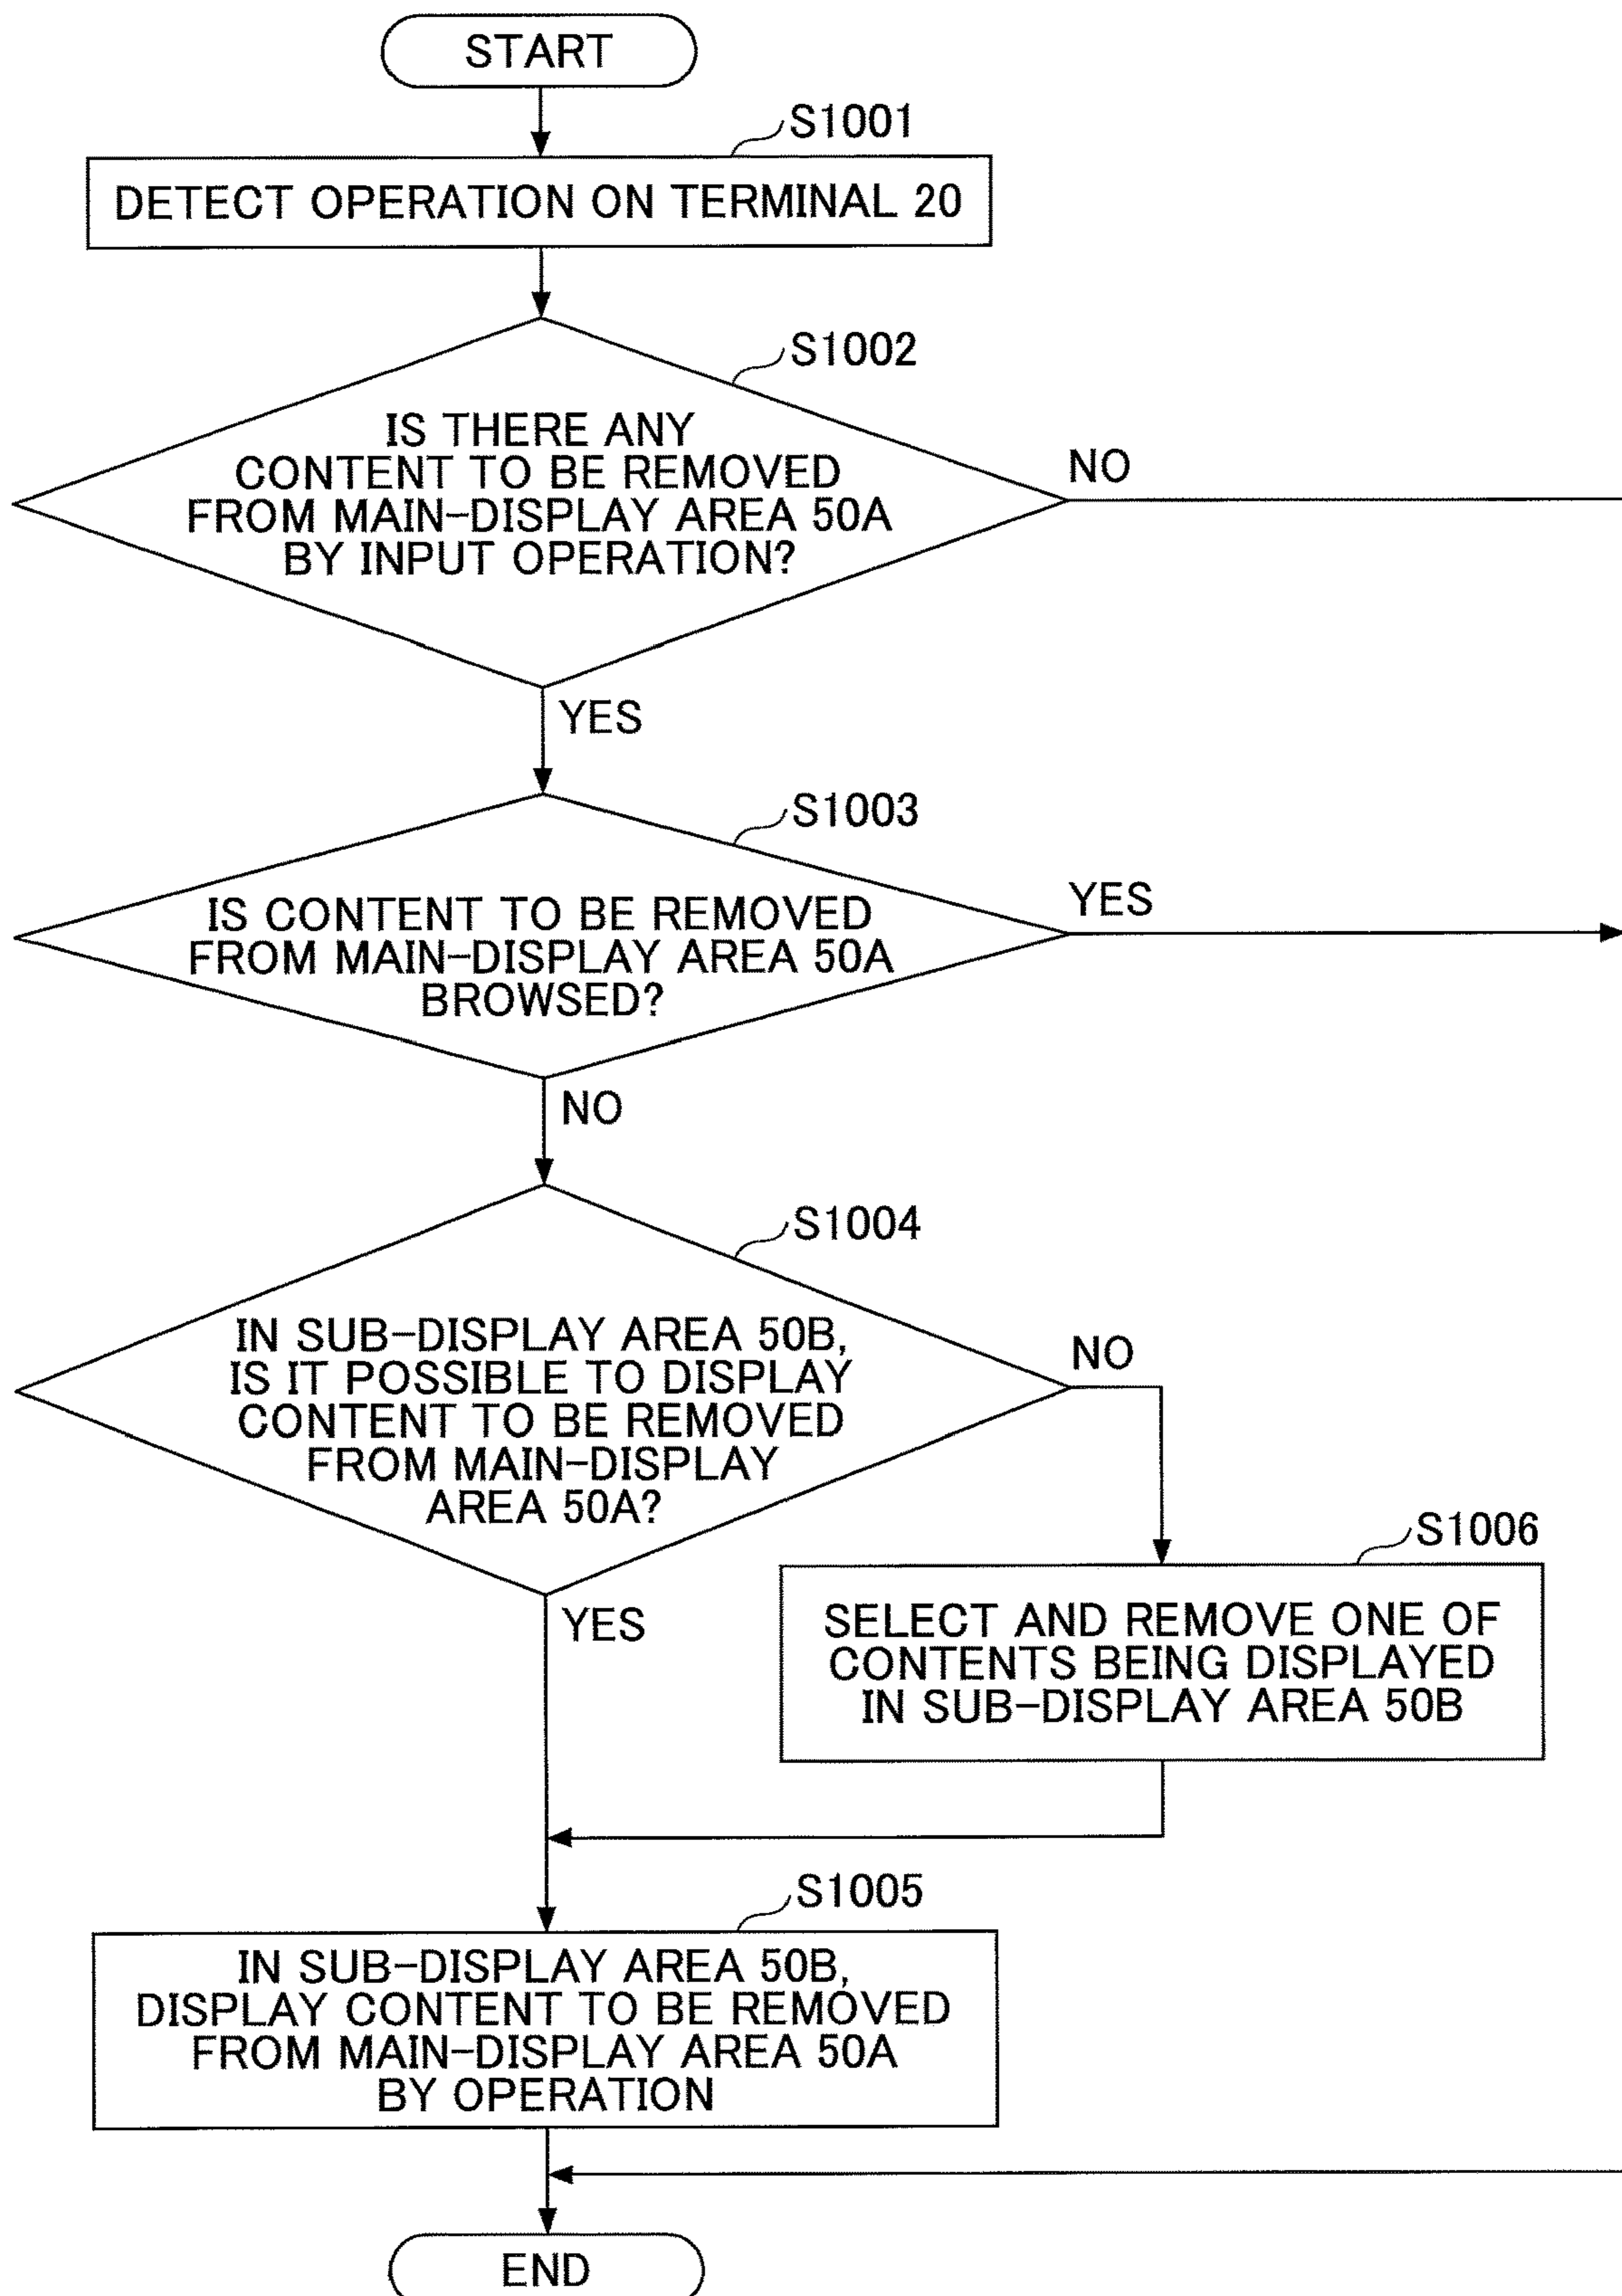 START
S1001
DETECT OPERATION ON TERMINAL 20
S1002
IS THERE ANY
CONTENT TO BE REMOVED
FROM MAIN-DISPLAY AREA 50A
BY INPUT OPERATION?
NO
YES
S1003
IS CONTENT TO BE REMOVED
FROM MAIN-DISPLAY AREA 50A
BROWSED?
YES
NO
S1004
IN SUB-DISPLAY AREA 50B,
IS IT POSSIBLE TO DISPLAY
CONTENT TO BE REMOVED
FROM MAIN-DISPLAY
AREA 50A?
NO
YES
S1006
SELECT AND REMOVE ONE OF
CONTENTS BEING DISPLAYED
IN SUB-DISPLAY AREA 50B
S1005
IN SUB-DISPLAY AREA 50B,
DISPLAY CONTENT TO BE REMOVED
FROM MAIN-DISPLAY AREA 50A
BY OPERATION
END